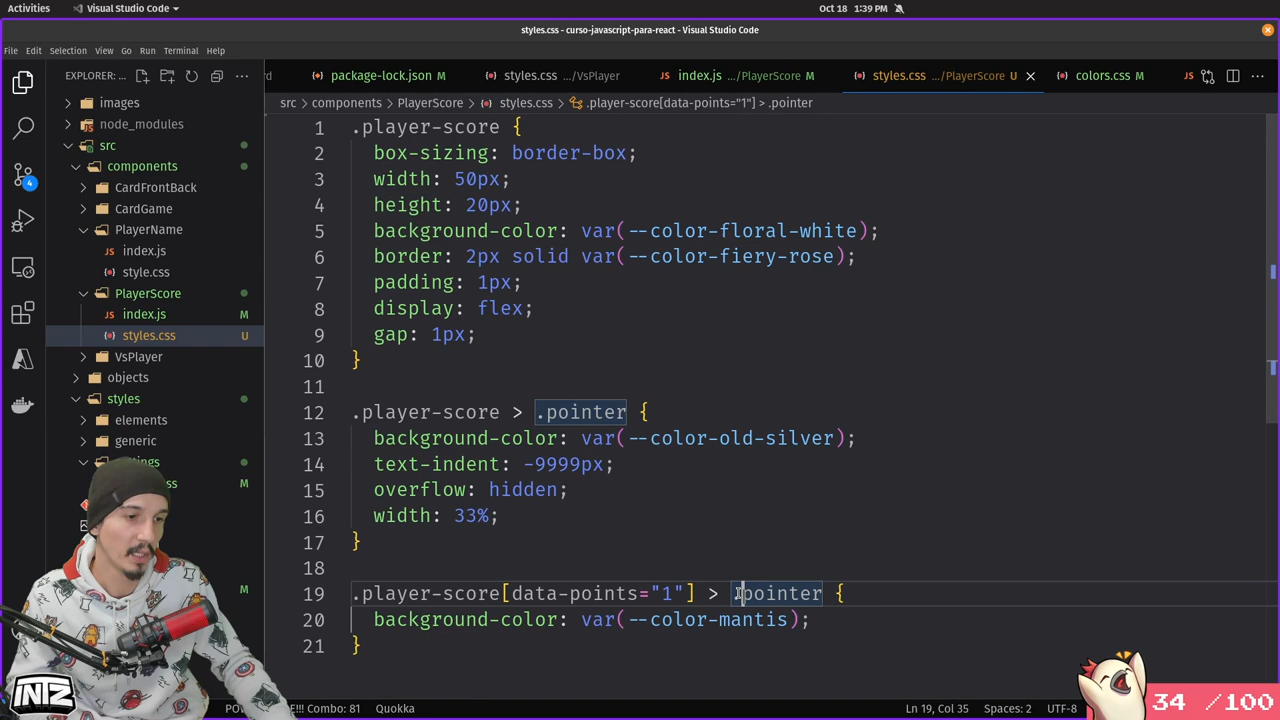 Activities
Visual Studio Code
Oct 18 1:39 PM
styles.css - curso-javascript-para-react - Visual Studio Code
File Edit Selection View Go Run Terminal Help
EXPLORER: ...
package-lock.json M
styles.css .../VsPlayer
index.js .../PlayerScore M
styles.css .../PlayerScore U
colors.css M
JS
src > components > PlayerScore > styles.css > .player-score[data-points="1"] > .pointer
images
node_modules
src
components
CardFrontBack
CardGame
PlayerName
index.js
style.css
PlayerScore
index.js M
styles.css U
VsPlayer
objects
styles
elements
generic
M
4
1 .player-score {
2 box-sizing: border-box;
3 width: 50px;
4 height: 20px;
5 background-color: var(--color-floral-white);
6 border: 2px solid var(--color-fiery-rose);
7 padding: 1px;
8 display: flex;
9 gap: 1px;
10 }
11
12 .player-score > .pointer {
13 background-color: var(--color-old-silver);
14 text-indent: -9999px;
15 overflow: hidden;
16 width: 33%;
17 }
18
19 .player-score[data-points="1"] > .pointer {
20 background-color: var(--color-mantis);
21 }
INTZ
Combo: 81 Quokka
Ln 19, Col 35 Spaces: 2 UTF-8
34 /100